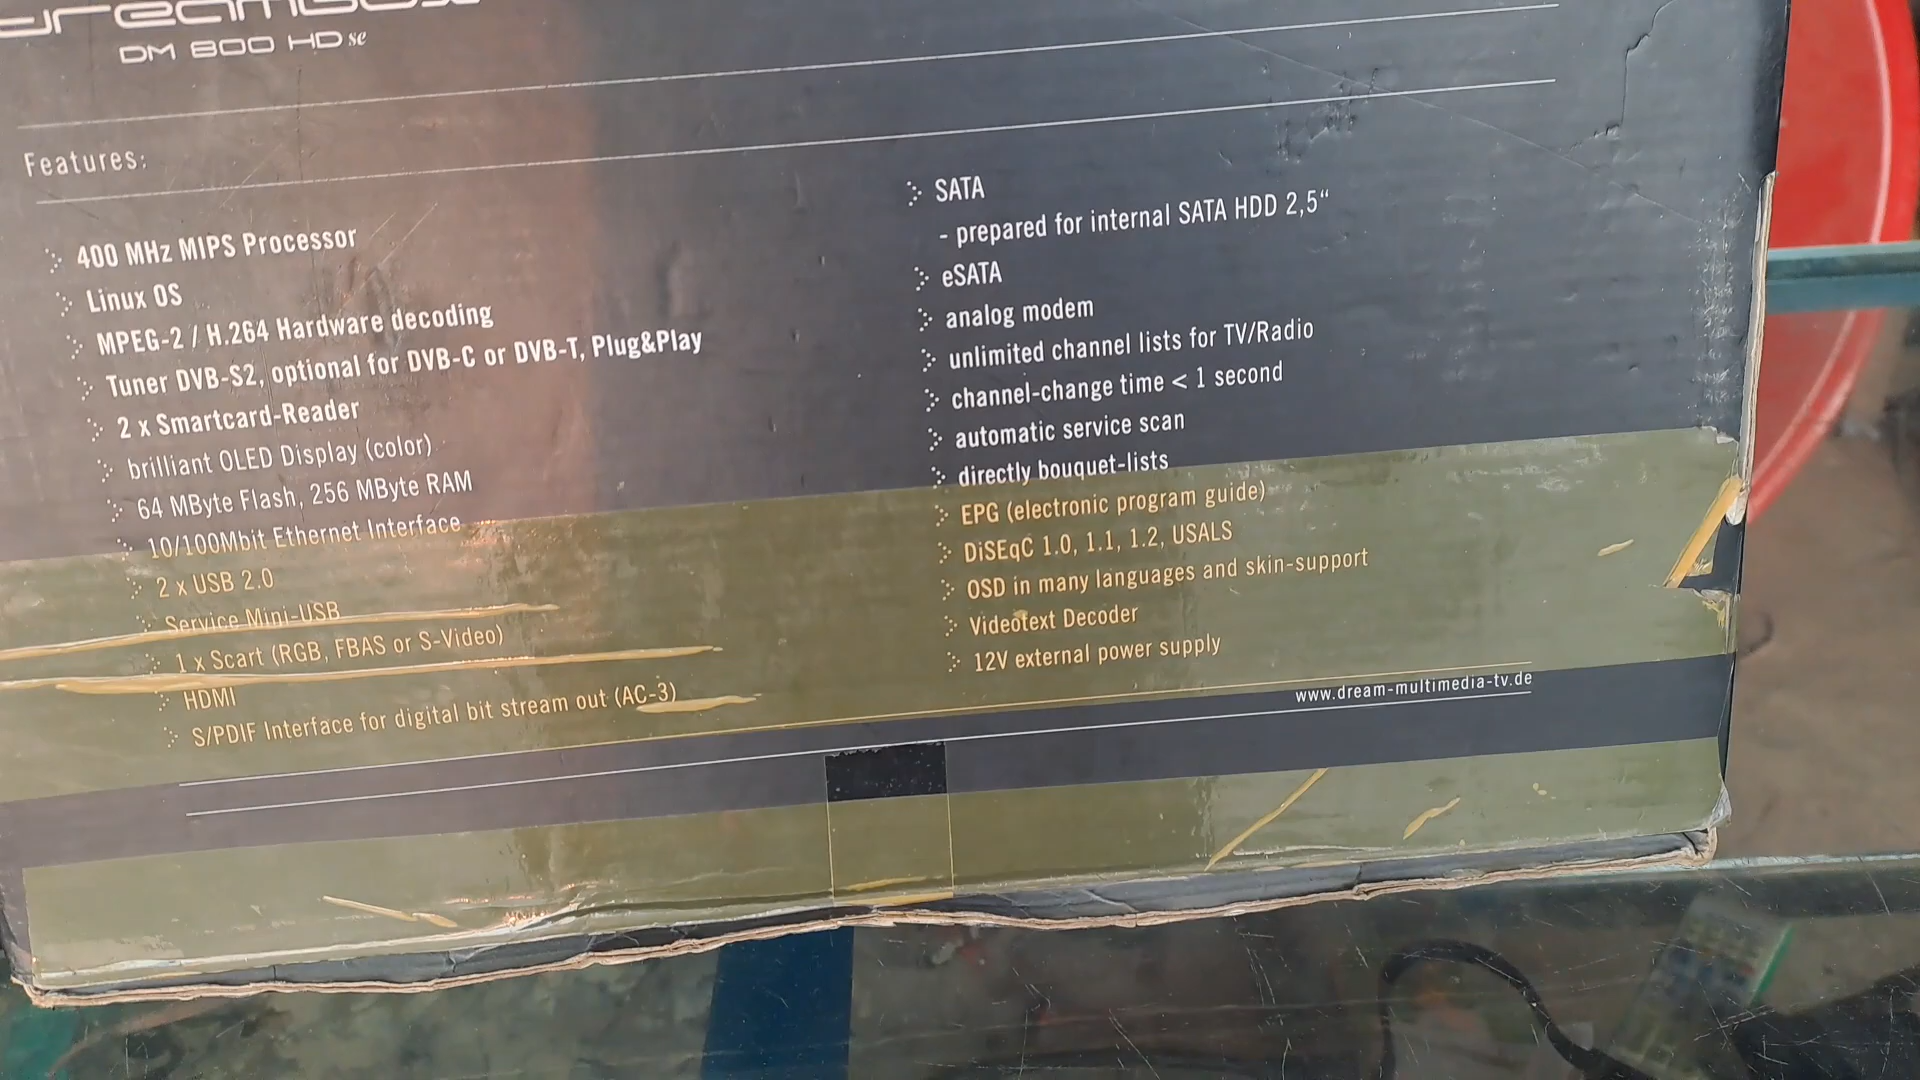 dreambox
DM 800 HD se
Features:
400 MHz MIPS Processor
Linux OS
MPEG-2 / H.264 Hardware decoding
Tuner DVB-S2, optional for DVB-C or DVB-T, Plug&Play
2 x Smartcard-Reader
brilliant OLED Display (color)
64 MByte Flash, 256 MByte RAM
10/100Mbit Ethernet Interface
2 x USB 2.0
Service Mini-USB
1 x Scart (RGB, FBAS or S-Video)
HDMI
S/PDIF Interface for digital bit stream out (AC-3)
SATA
- prepared for internal SATA HDD 2,5“
eSATA
analog modem
unlimited channel lists for TV/Radio
channel-change time < 1 second
automatic service scan
directly bouquet-lists
EPG (electronic program guide)
DiSEqC 1.0, 1.1, 1.2, USALS
OSD in many languages and skin-support
Videotext Decoder
12V external power supply
www.dream-multimedia-tv.de